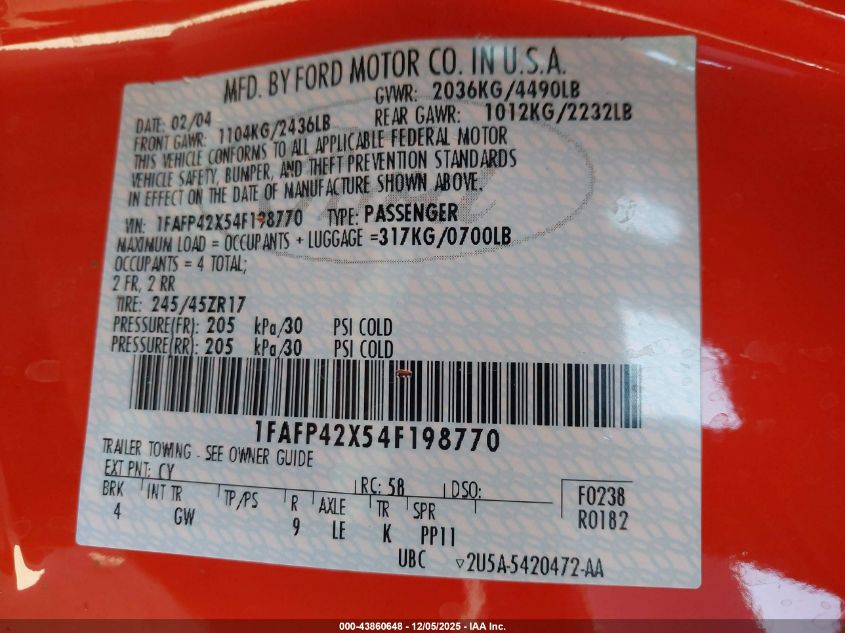 MFD. BY FORD MOTOR CO. IN U.S.A.
DATE: 02/04 GVWR: 2036KG/4490LB
FRONT GAWR: 1104KG/2436LB REAR GAWR: 1012KG/2232LB
THIS VEHICLE CONFORMS TO ALL APPLICABLE FEDERAL MOTOR
VEHICLE SAFETY, BUMPER, AND THEFT PREVENTION STANDARDS
IN EFFECT ON THE DATE OF MANUFACTURE SHOWN ABOVE.
VIN: 1FAFP42X54F198770 TYPE: PASSENGER
MAXIMUM LOAD = OCCUPANTS + LUGGAGE =317KG/0700LB
OCCUPANTS = 4 TOTAL;
2 FR, 2 RR
TIRE: 245/45ZR17
PRESSURE(FR): 205 kPa/30 PSI COLD
PRESSURE(RR): 205 kPa/30 PSI COLD
1FAFP42X54F198770
TRAILER TOWING - SEE OWNER GUIDE
EXT PNT: CY RC: 58 DSO: F0238
BRK INT TR TP/PS R AXLE TR SPR R0182
4 GW 9 LE K PP11
UBC ▽2U5A-5420472-AA
000-43860648 - 12/05/2025 - IAA Inc.